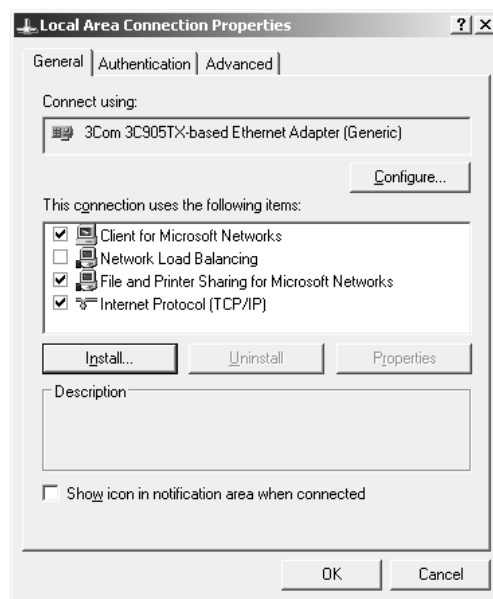 Local Area Connection Properties ? X
General Authentication Advanced
Connect using:
3Com 3C905TX-based Ethernet Adapter (Generic)
Configure...
This connection uses the following items:
Client for Microsoft Networks
Network Load Balancing
File and Printer Sharing for Microsoft Networks
Internet Protocol (TCP/IP)
Install... Uninstall Properties
Description
Show icon in notification area when connected
OK Cancel